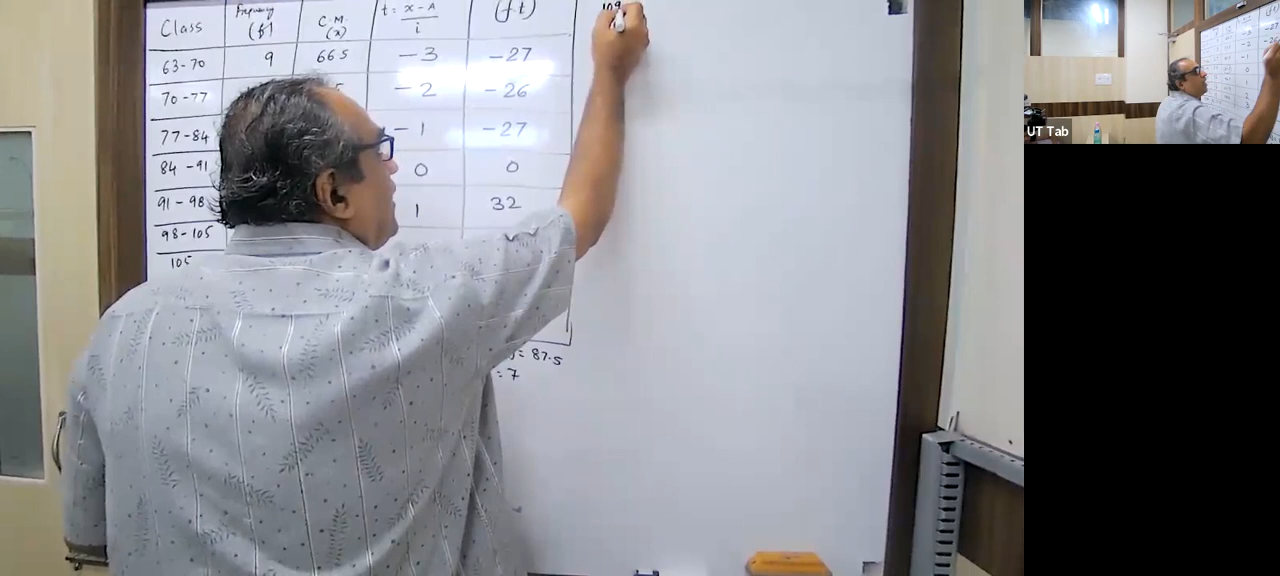 Class Frequency (f) C.M. (x) t = x - A / i (ft)
63-70 9 66.5 -3 -27
70-77 -2 -26
77-84 -1 -27
84-91 0 0
91-98 1 32
98-105
105
= 87.5
= 7
UT Tab